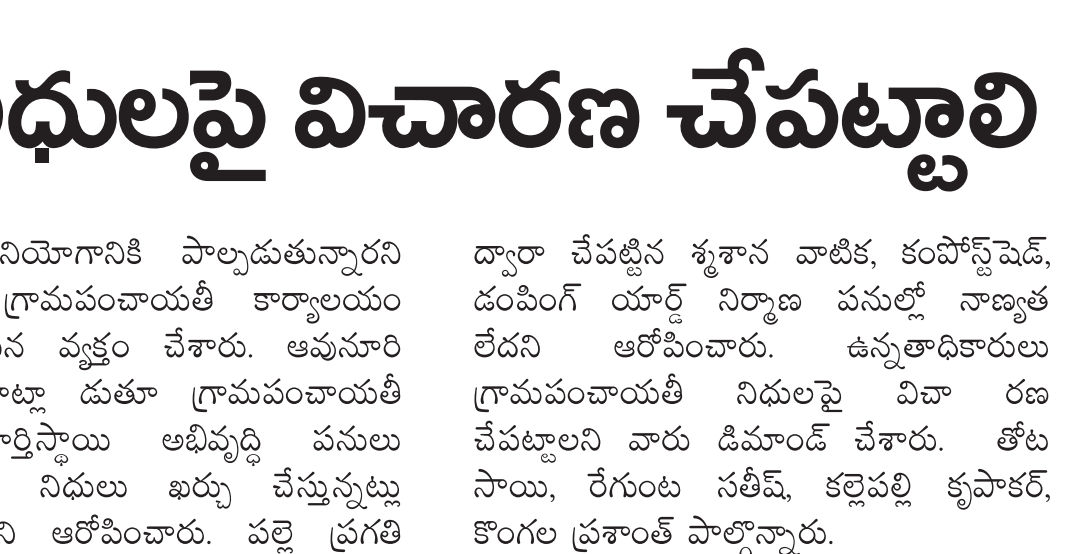 విచారణ చేపట్టాలి
పాల్పడుతున్నారని
గ్రామపంచాయతీ కార్యాలయం
వ్యక్తం చేశారు. ఆవునూరి
డుతూ గ్రామపంచాయతీ
అభివృద్ధి పనులు
నిధులు ఖర్చు చేస్తున్నట్లు
ఆరోపించారు. పల్లె ప్రగతి
ద్వారా చేపట్టిన శ్మశాన వాటిక, కంపోస్ట్‌షెడ్,
డంపింగ్ యార్డ్ నిర్మాణ పనుల్లో నాణ్యత
లేదని ఆరోపించారు. ఉన్నతాధికారులు
గ్రామపంచాయతీ నిధులపై విచా రణ
చేపట్టాలని వారు డిమాండ్ చేశారు. తోట
సాయి, రేగుంట సతీష్, కల్లెపల్లి కృపాకర్,
కొంగల ప్రశాంత్ పాల్గొన్నారు.